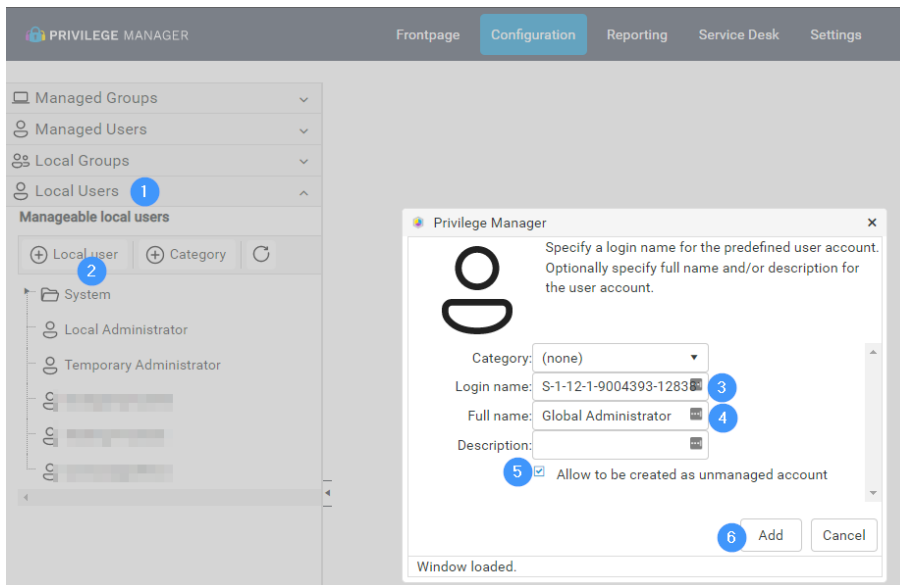 PRIVILEGE MANAGER
Frontpage
Configuration
Reporting
Service Desk
Settings
Managed Groups
Managed Users
Local Groups
Local Users 1
Manageable local users
Local user
Category
2
System
Local Administrator
Temporary Administrator
Privilege Manager
Specify a login name for the predefined user account.
Optionally specify full name and/or description for
the user account.
Category: (none)
Login name: S-1-12-1-9004393-12838 3
Full name: Global Administrator 4
Description:
5 Allow to be created as unmanaged account
6 Add Cancel
Window loaded.